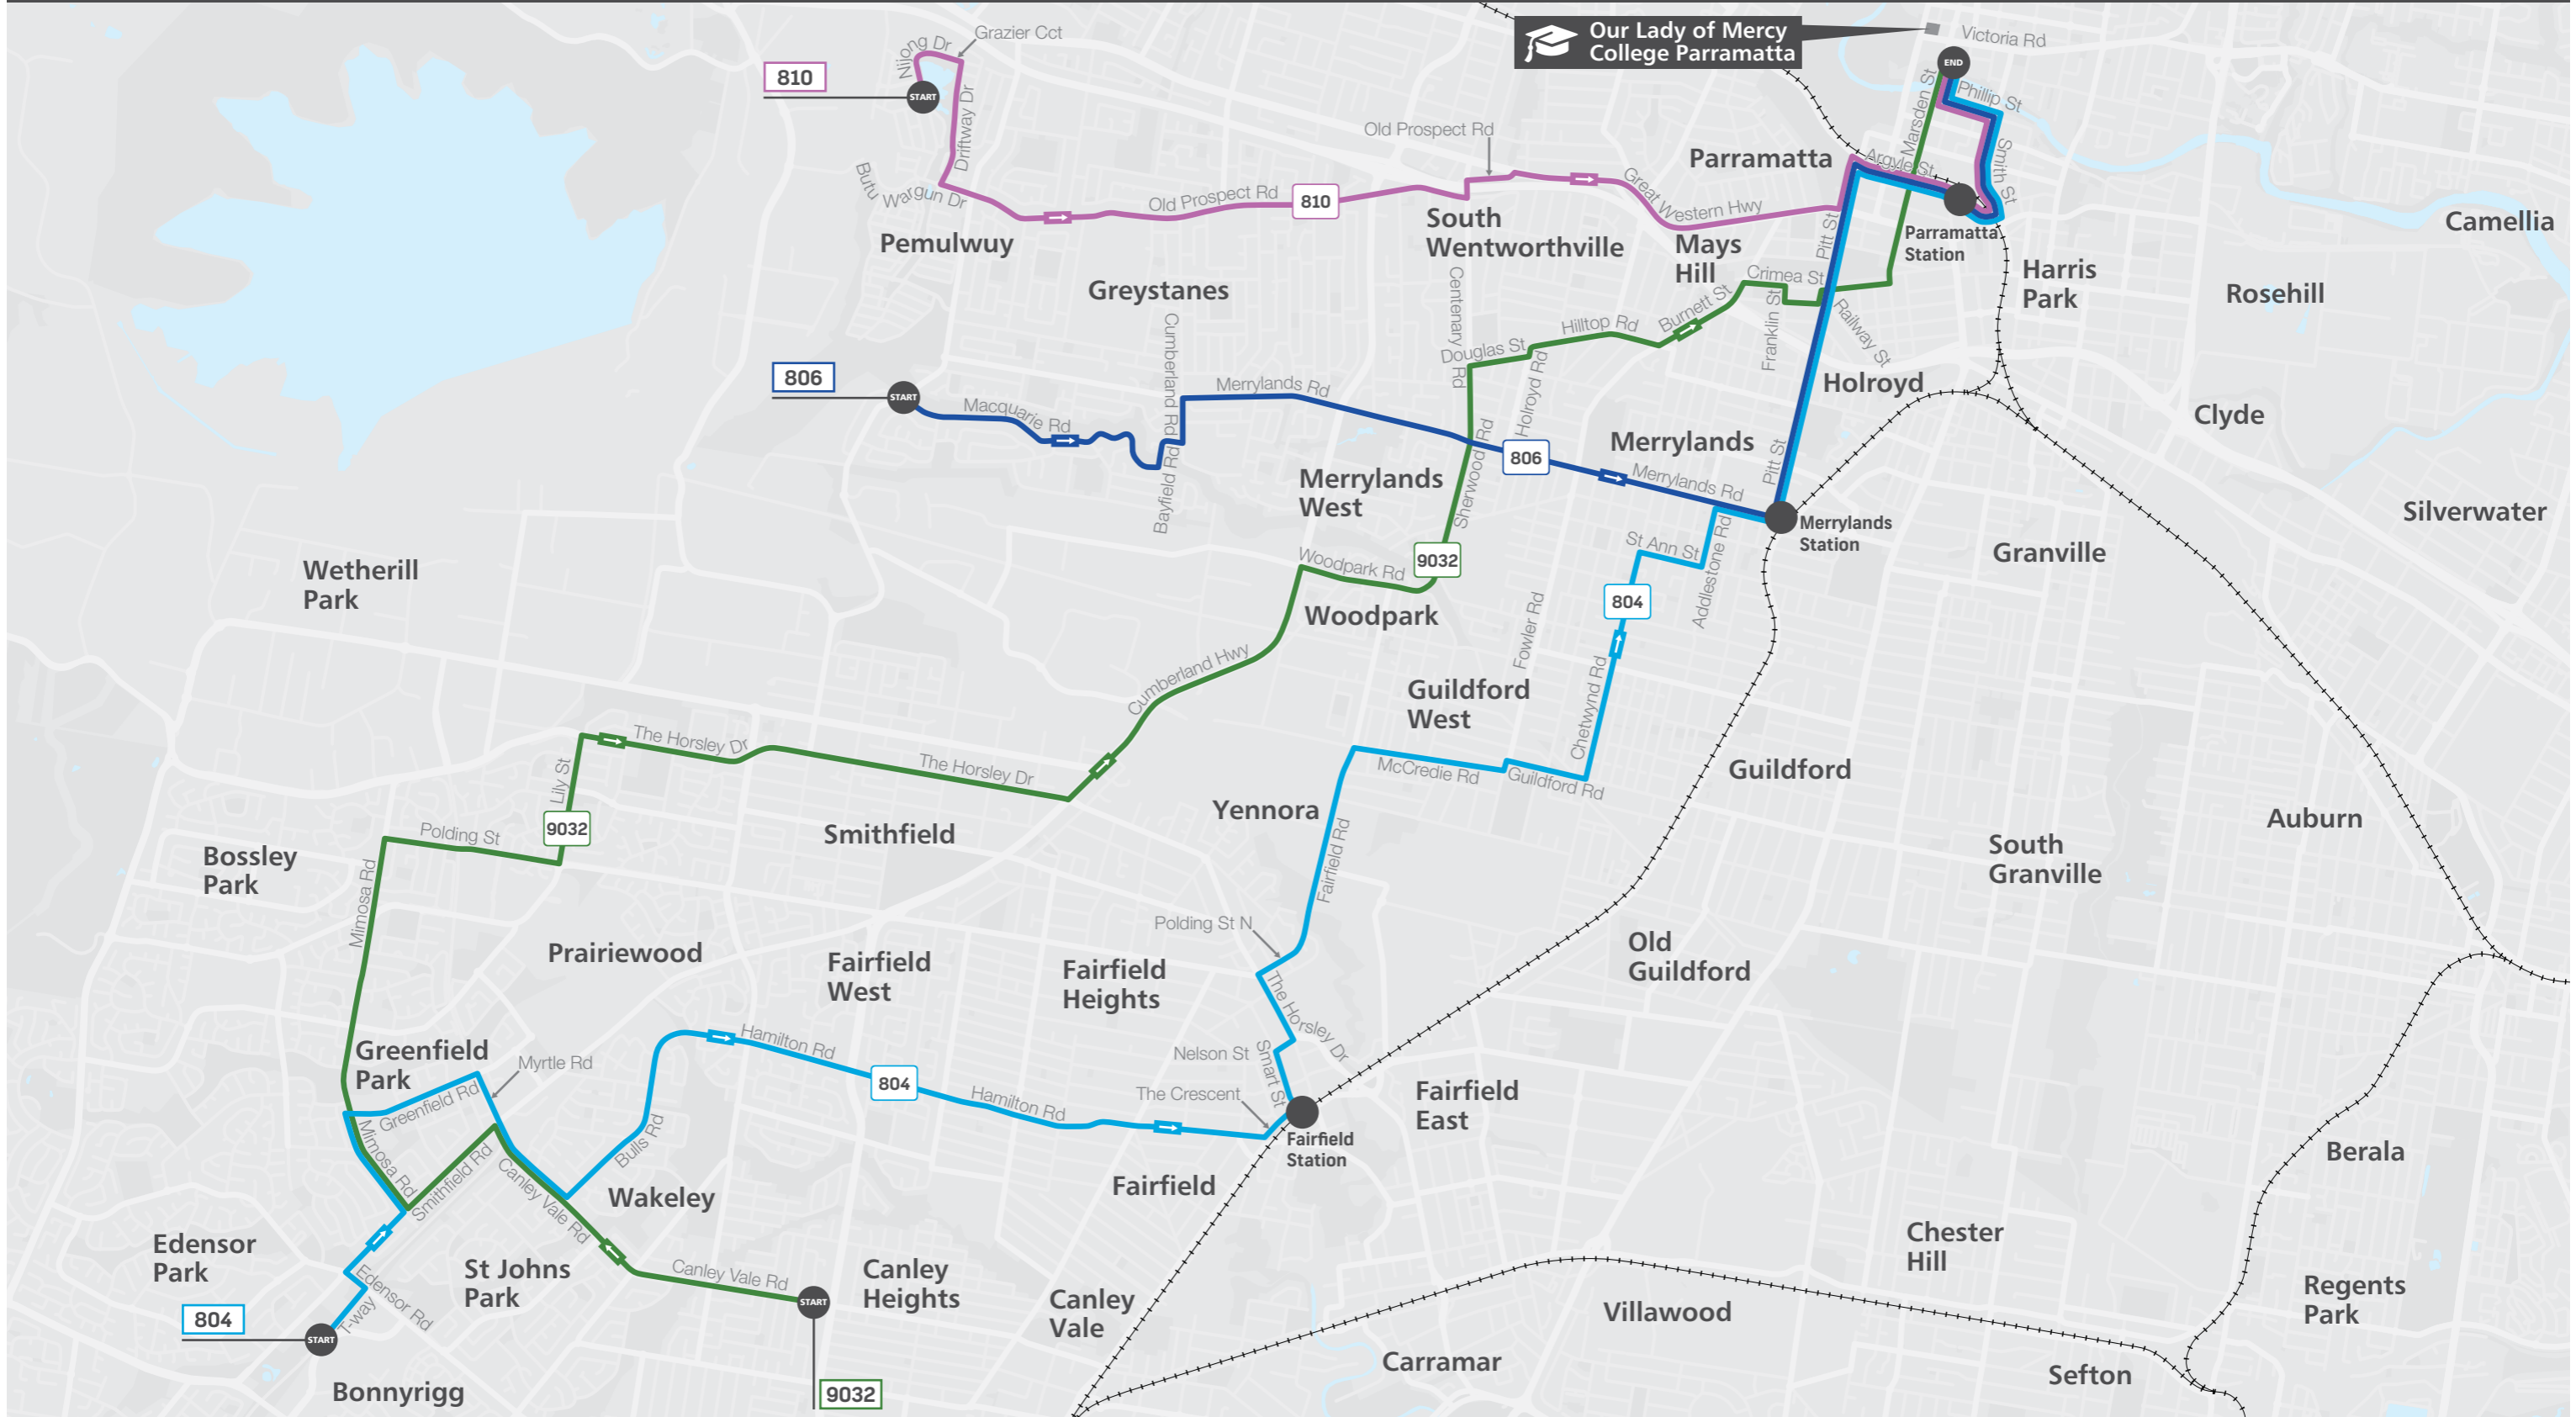 Our Lady of Mercy
College Parramatta
Victoria Rd
END
Nijong Dr
Grazier Cct
810
START
Driftway Dr
Butu Wargun Dr
Old Prospect Rd
810
Old Prospect Rd
Great Western Hwy
Parramatta
Argyle St
Marsden St
Phillip St
Smith St
Parramatta
Station
Pitt St
Camellia
Pemulwuy
South
Wentworthville
Mays
Hill
Harris
Park
Rosehill
Greystanes
Crimea St
Burnett St
Franklin St
Railway St
Hilltop Rd
Douglas St
Centenary Rd
Holroyd Rd
Cumberland Rd
806
START
Macquarie Rd
Merrylands Rd
Holroyd
Clyde
Bayfield Rd
Merrylands
West
Sherwood Rd
806
Merrylands
Merrylands Rd
Pitt St
Merrylands
Station
Silverwater
Granville
Wetherill
Park
Woodpark Rd
9032
Woodpark
St Ann St
Addlestone Rd
804
Fowler Rd
Chetwynd Rd
Cumberland Hwy
Guildford
West
The Horsley Dr
The Horsley Dr
Lily St
McCredie Rd
Guildford Rd
Guildford
Yennora
Smithfield
9032
Polding St
Bossley
Park
Mimosa Rd
Fairfield Rd
South
Granville
Auburn
Prairiewood
Fairfield
West
Fairfield
Heights
Polding St N
The Horsley Dr
Old
Guildford
Greenfield
Park
Myrtle Rd
Greenfield Rd
Hamilton Rd
804
Hamilton Rd
Nelson St
Smart St
The Crescent
Fairfield
Station
Fairfield
East
Mimosa Rd
Smithfield Rd
Canley Vale Rd
Bulls Rd
Wakeley
Fairfield
Berala
Edensor
Park
Edensor Rd
T-way
St Johns
Park
Canley Vale Rd
START
Canley
Heights
Canley
Vale
Chester
Hill
Regents
Park
Villawood
804
START
Bonnyrigg
9032
Carramar
Sefton